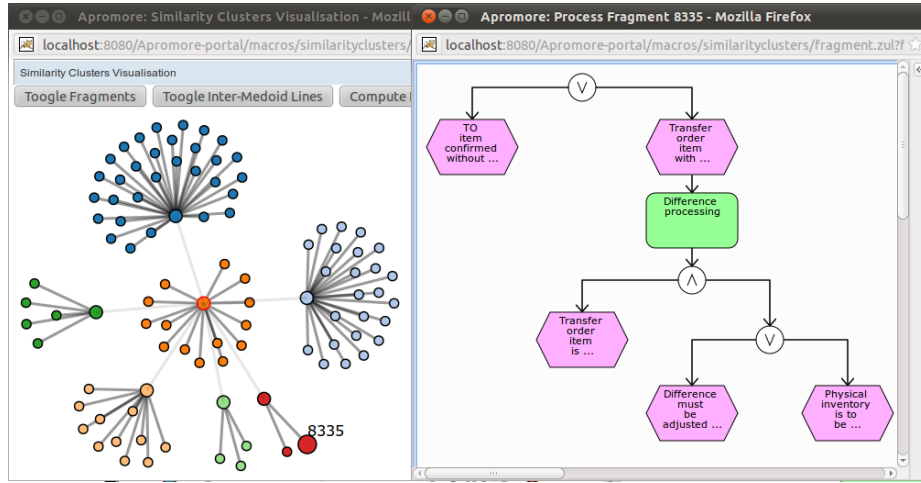 Apromore: Similarity Clusters Visualisation - Mozill
Apromore: Process Fragment 8335 - Mozilla Firefox
localhost:8080/Apromore-portal/macros/similarityclusters/
localhost:8080/Apromore-portal/macros/similarityclusters/fragment.zul?f
Similarity Clusters Visualisation
Toogle Fragments
Toogle Inter-Medoid Lines
Compute
8335
V
TO
item
confirmed
without ...
Transfer
order
item
with ...
Difference
processing
Λ
Transfer
order
item
is ...
V
Difference
must
be
adjusted ...
Physical
inventory
is to
be ...